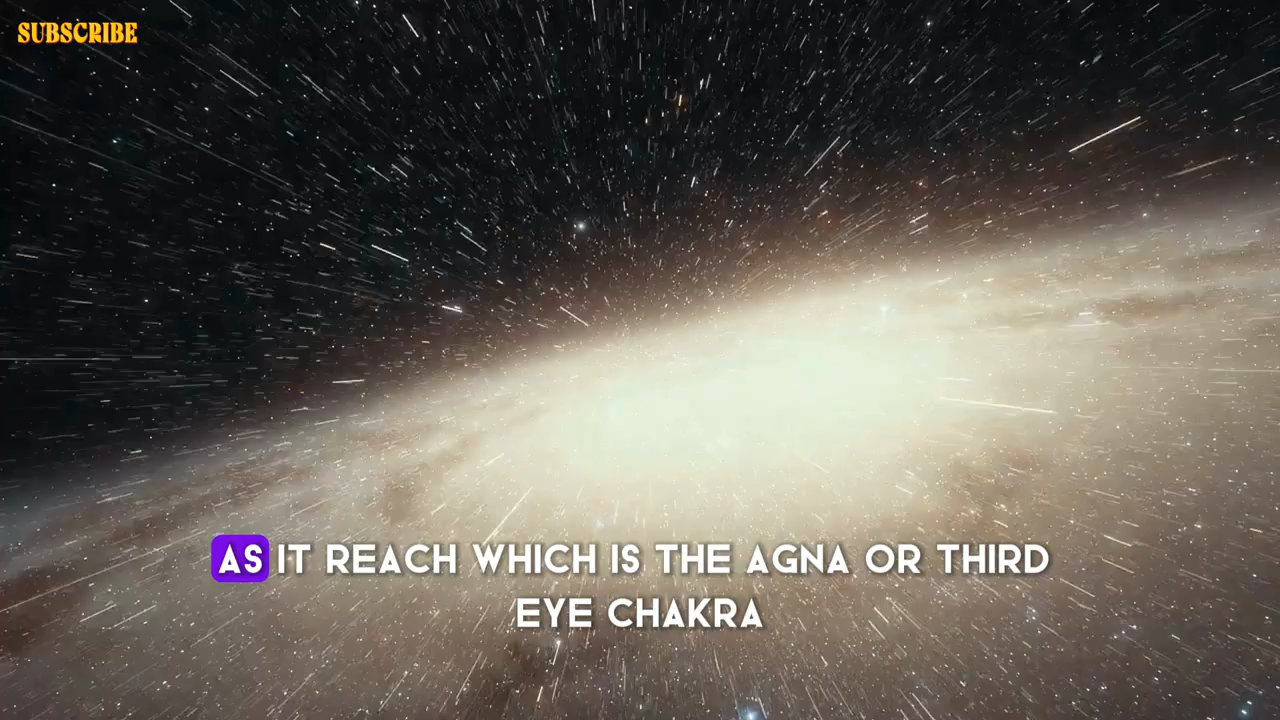 SUBSCRIBE
AS IT REACH WHICH IS THE AGNA OR THIRD
EYE CHAKRA